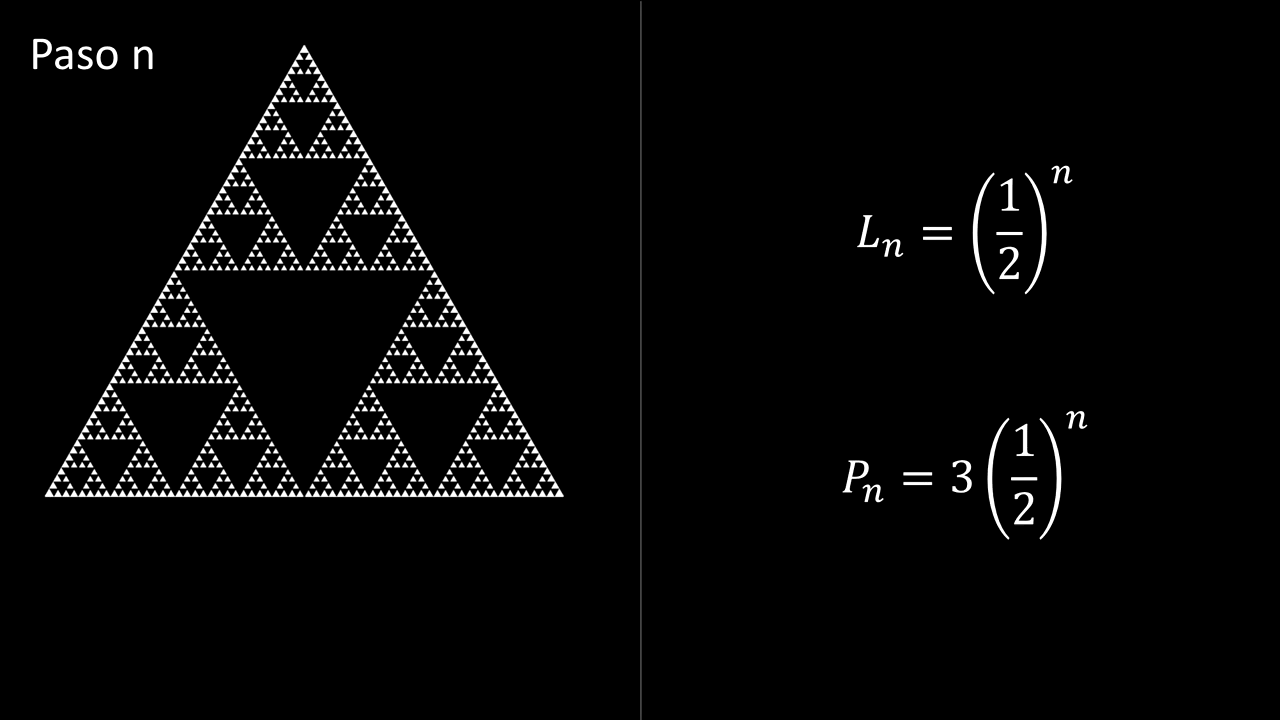 Paso n
L_n = (1/2)^n
P_n = 3(1/2)^n